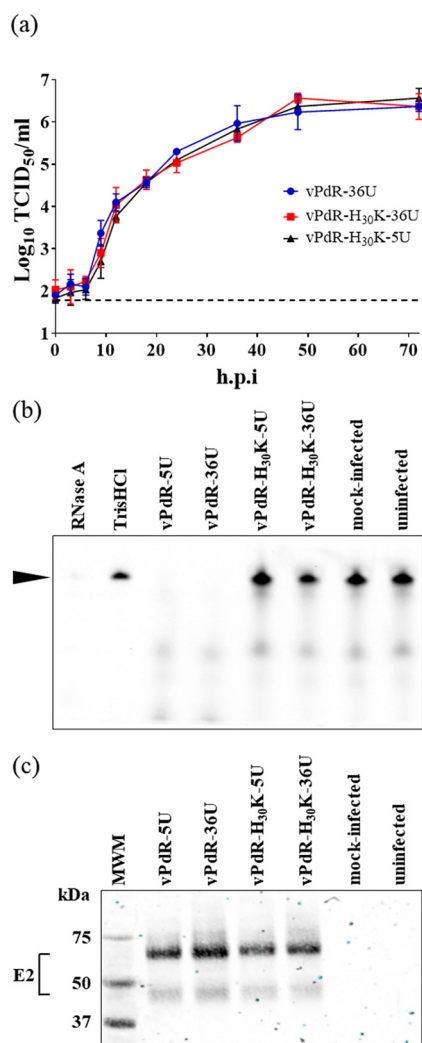 (a)
Log10 TCID50/ml
7
6
5
4
3
2
1
0 10 20 30 40 50 60 70
h.p.i
vPdR-36U
vPdR-H30K-36U
vPdR-H30K-5U
(b)
RNase A
TrisHCl
vPdR-5U
vPdR-36U
vPdR-H30K-5U
vPdR-H30K-36U
mock-infected
uninfected
(c)
MWM
vPdR-5U
vPdR-36U
vPdR-H30K-5U
vPdR-H30K-36U
mock-infected
uninfected
kDa
75
E2
50
37